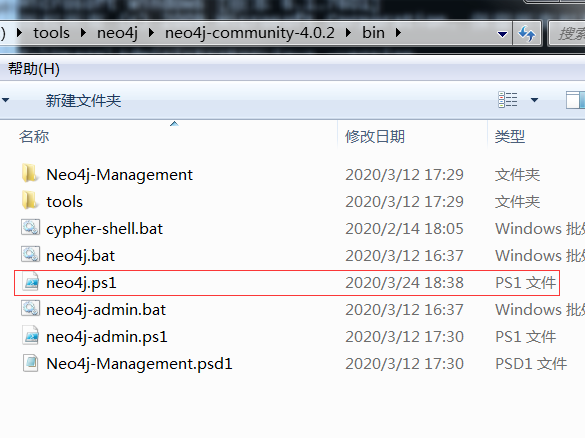 ) ▸ tools ▸ neo4j ▸ neo4j-community-4.0.2 ▸ bin ▸ 搜索
帮助(H)
新建文件夹
名称 修改日期 类型
Neo4j-Management 2020/3/12 17:29 文件夹
tools 2020/3/12 17:29 文件夹
cypher-shell.bat 2020/2/14 18:05 Windows 批处
neo4j.bat 2020/3/12 16:37 Windows 批处
neo4j.ps1 2020/3/24 18:38 PS1 文件
neo4j-admin.bat 2020/3/12 16:37 Windows 批处
neo4j-admin.ps1 2020/3/12 17:30 PS1 文件
Neo4j-Management.psd1 2020/3/12 17:30 PSD1 文件